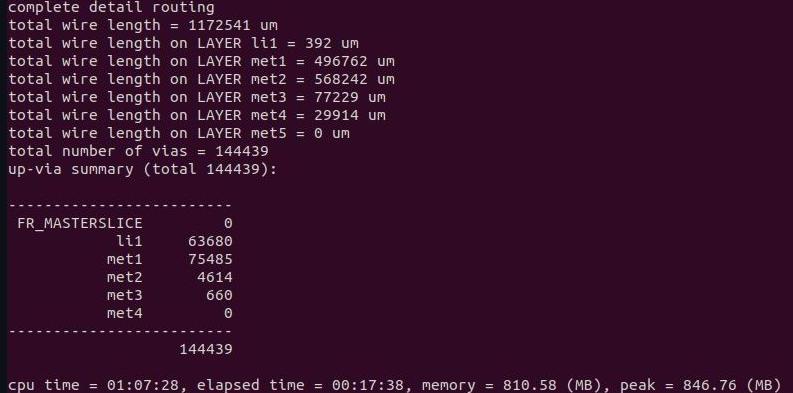 complete detail routing
total wire length = 1172541 um
total wire length on LAYER li1 = 392 um
total wire length on LAYER met1 = 496762 um
total wire length on LAYER met2 = 568242 um
total wire length on LAYER met3 = 77229 um
total wire length on LAYER met4 = 29914 um
total wire length on LAYER met5 = 0 um
total number of vias = 144439
up-via summary (total 144439):
-------------------------
FR_MASTERSLICE 0
li1 63680
met1 75485
met2 4614
met3 660
met4 0
-------------------------
144439
cpu time = 01:07:28, elapsed time = 00:17:38, memory = 810.58 (MB), peak = 846.76 (MB)